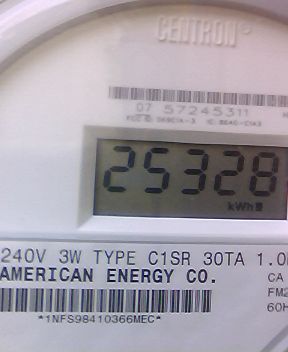 CENTRON
07 57245311
25328
kWh
240V 3W TYPE C1SR 30TA 1.0
AMERICAN ENERGY CO.
CA
FM2
60H
*1NFS98410366MEC*